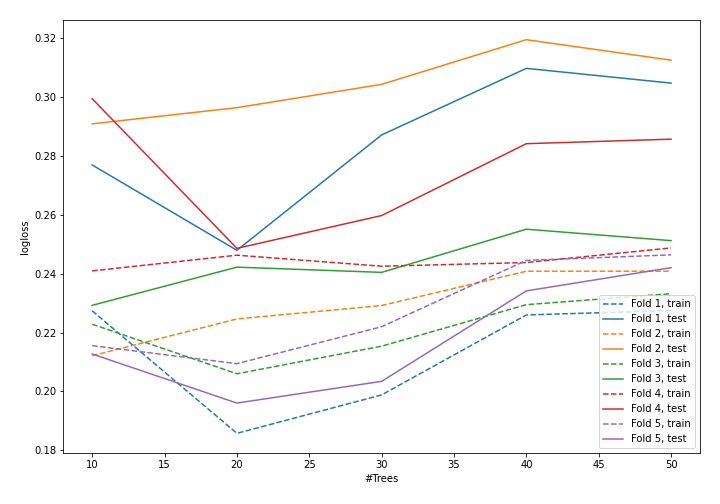 0.32
0.30
0.28
0.26
0.24
0.22
0.20
0.18
logloss
10
15
20
25
30
35
40
45
50
#Trees
Fold 1, train
Fold 1, test
Fold 2, train
Fold 2, test
Fold 3, train
Fold 3, test
Fold 4, train
Fold 4, test
Fold 5, train
Fold 5, test